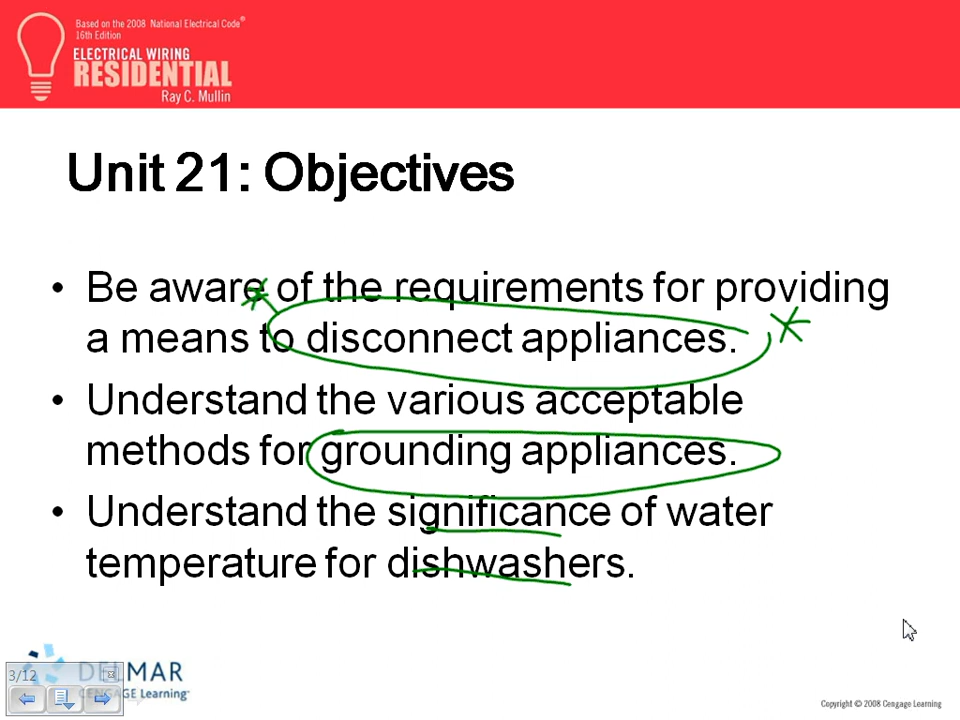 Based on the 2008 National Electrical Code®
16th Edition
ELECTRICAL WIRING
RESIDENTIAL
Ray C. Mullin
Unit 21: Objectives
• Be aware of the requirements for providing
a means to disconnect appliances.
• Understand the various acceptable
methods for grounding appliances.
• Understand the significance of water
temperature for dishwashers.
3/12
DELMAR
CENGAGE Learning™
Copyright © 2008 Cengage Learning